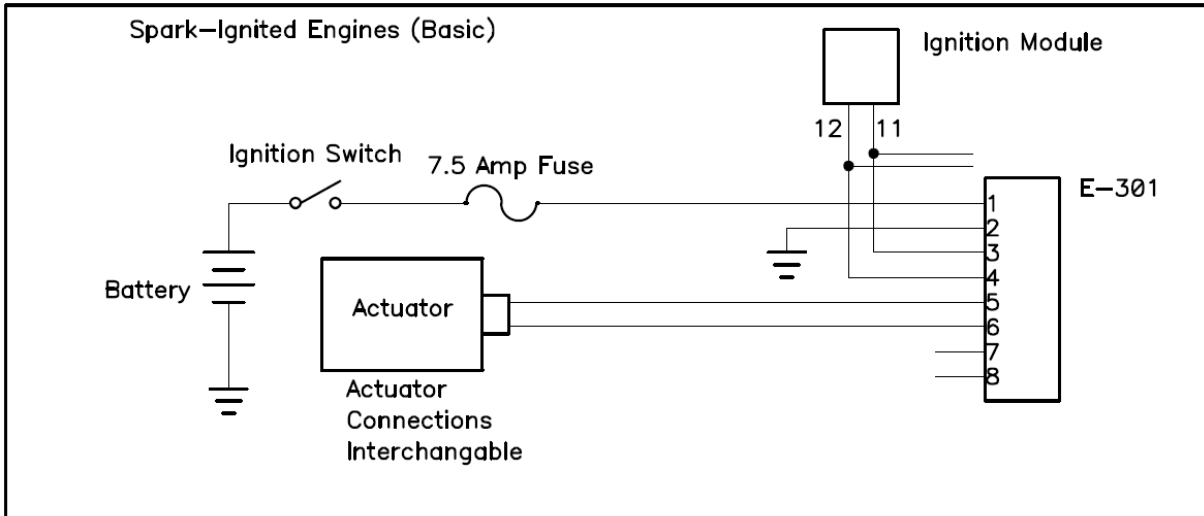 Spark-Ignited Engines (Basic)
Ignition Module
12 11
Ignition Switch
7.5 Amp Fuse
E-301
1
2
3
4
5
6
7
8
Battery
Actuator
Actuator
Connections
Interchangable